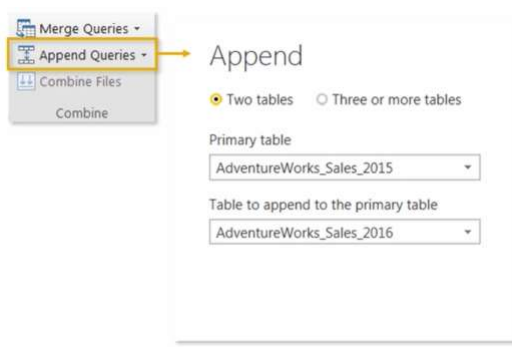 Merge Queries
Append Queries
Combine Files
Combine
Append
Two tables
Three or more tables
Primary table
AdventureWorks_Sales_2015
Table to append to the primary table
AdventureWorks_Sales_2016